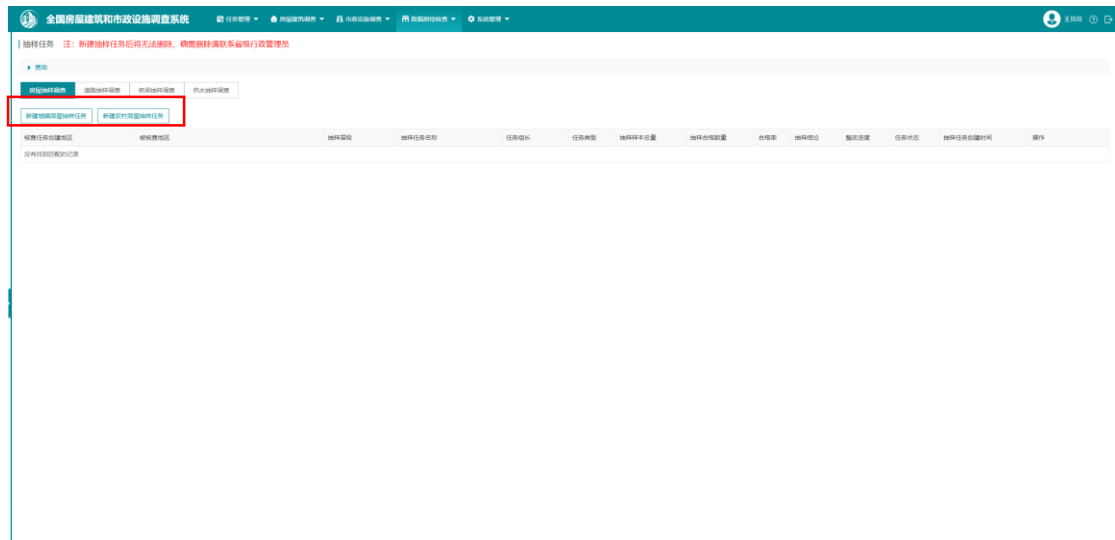 全国房屋建筑和市政设施调查系统 任务管理 房屋建筑调查 市政设施调查 数据质检核查 系统管理
抽样任务 注：新建抽样任务后将无法删除，确需删除请联系省级行政管理员
查询
房屋抽样调查 道路抽样调查 桥梁抽样调查 供水抽样调查
新建城镇房屋抽样任务 新建农村房屋抽样任务
核查任务创建地区 被核查地区 抽样层级 抽样任务名称 任务组长 任务类型 抽样样本总量 抽样合格数量 合格率 抽样结论 整改进度 任务状态 抽样任务创建时间 操作
没有找到匹配的记录